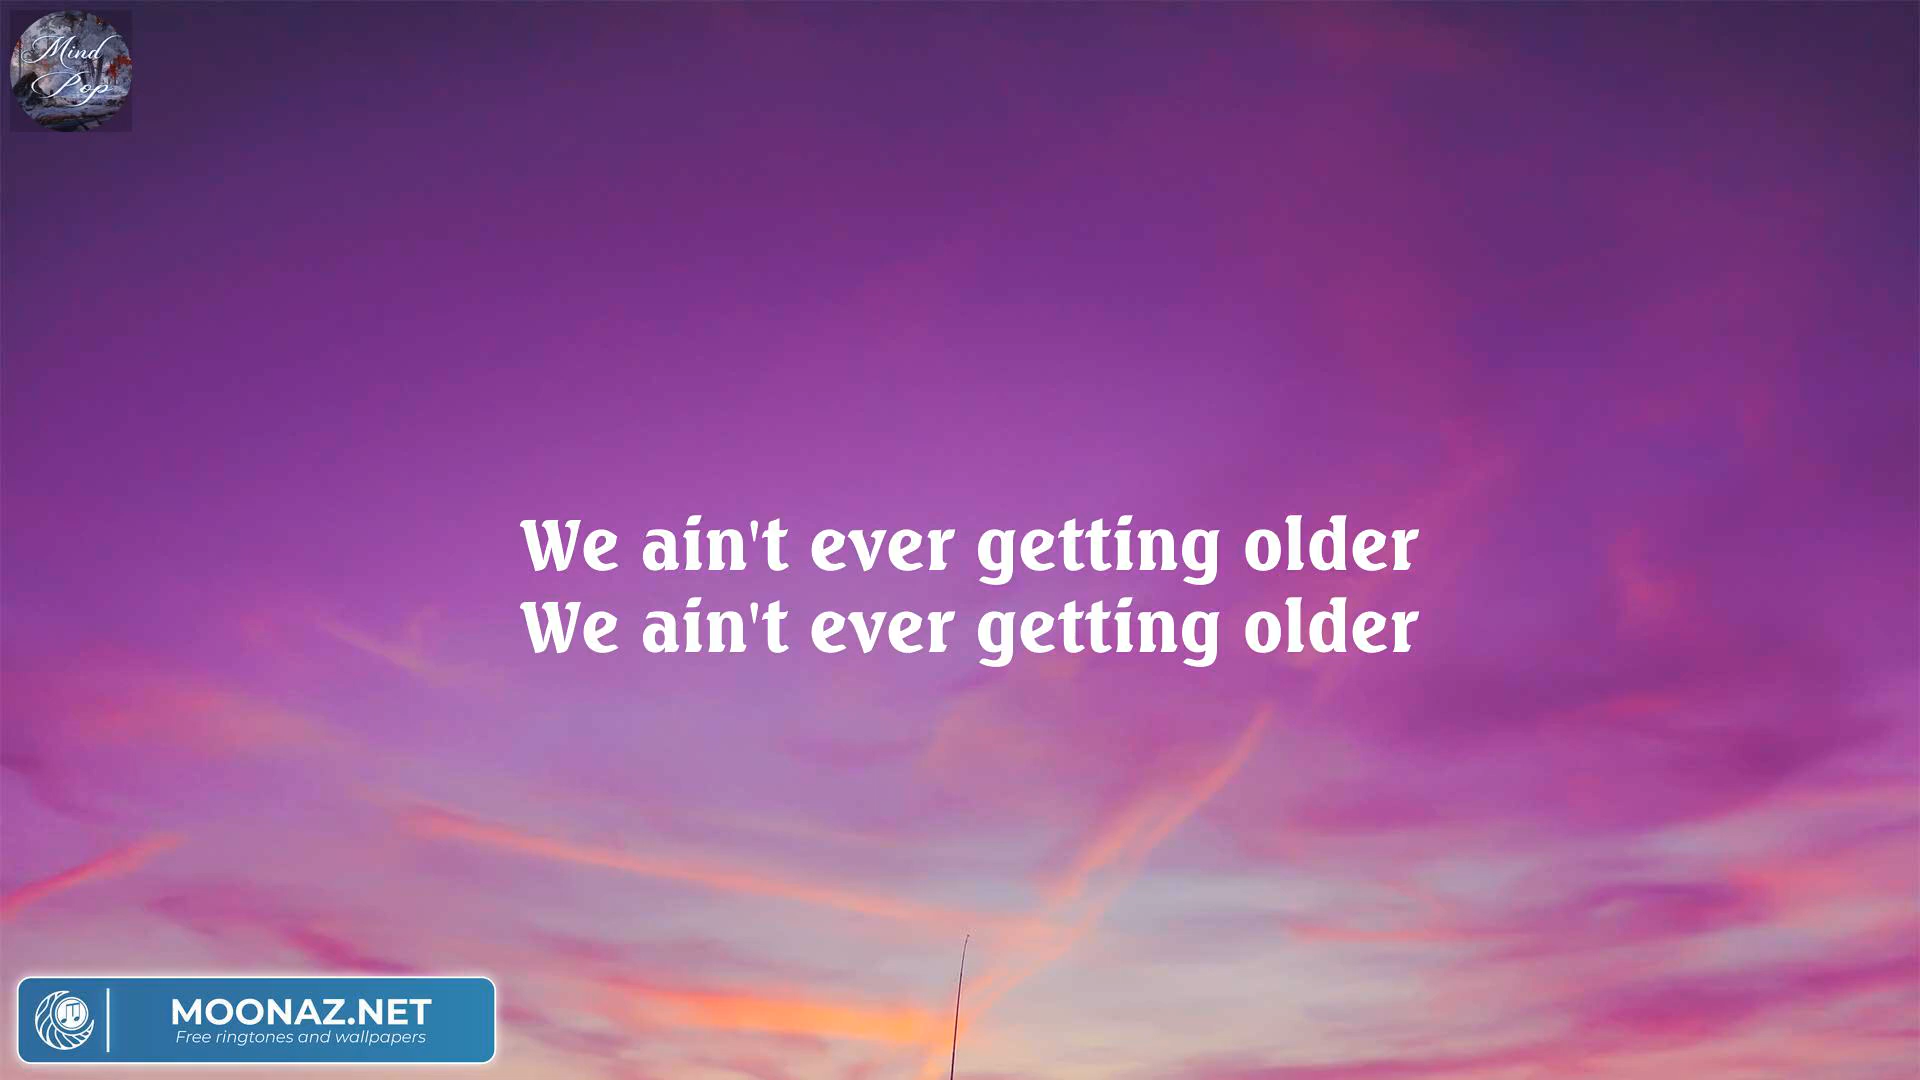 Mind
Pop
We ain't ever getting older
We ain't ever getting older
MOONAZ.NET
Free ringtones and wallpapers